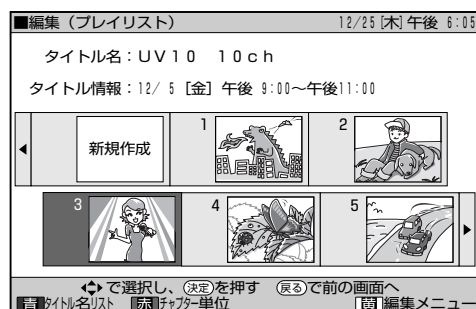 ■編集（プレイリスト） 12/25[木]午後 6:05
タイトル名：UV10 10ch
タイトル情報：12/ 5 [金] 午後 9:00～午後11:00
新規作成 1 2
3 4 5
で選択し、決定を押す 戻るで前の画面へ
青 タイトル名リスト 赤 チャプター単位 黄 編集メニュー